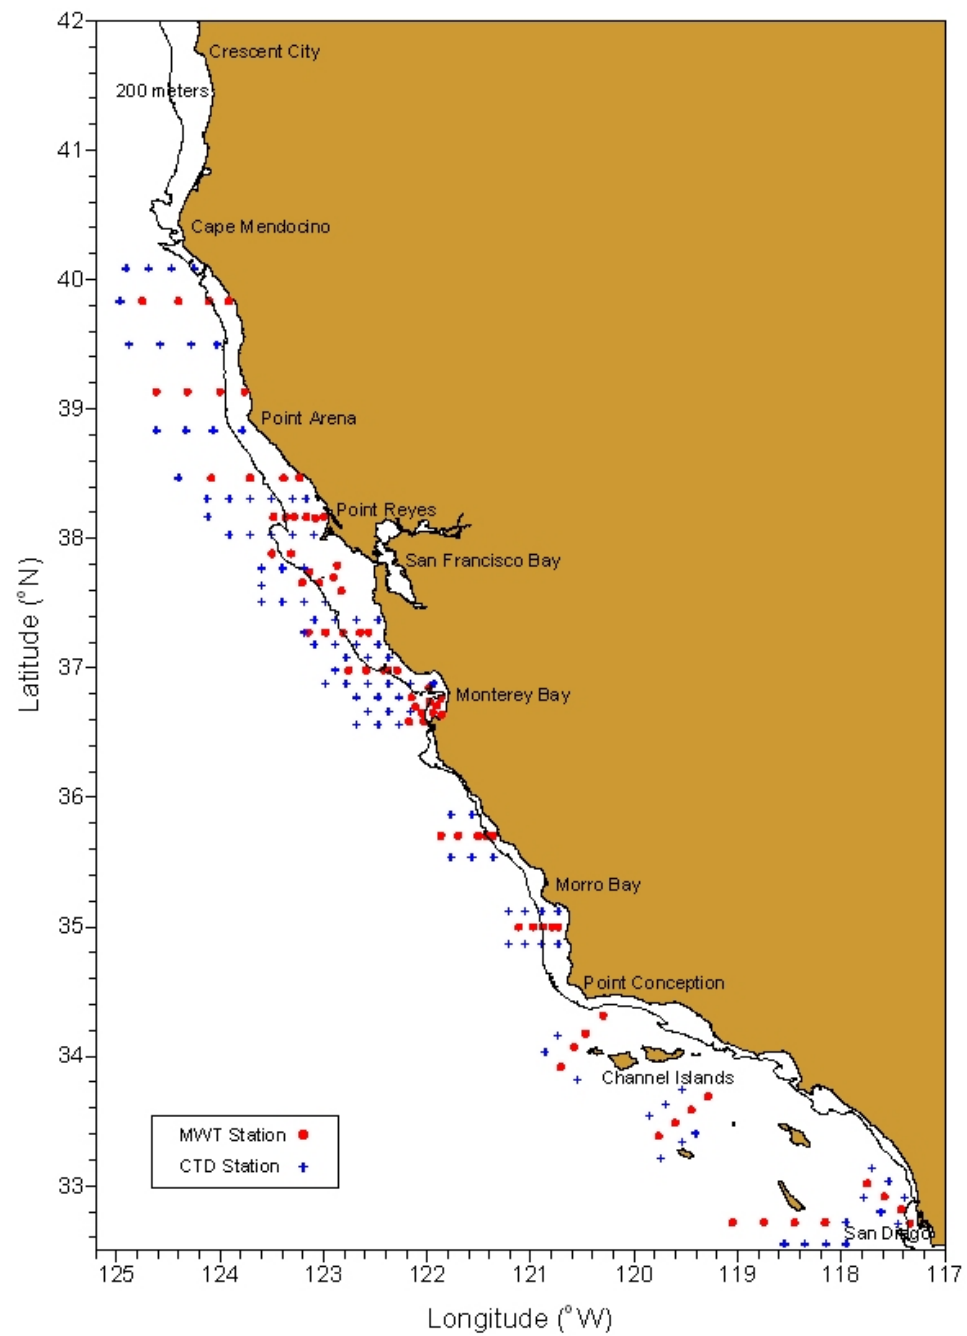 42
Crescent City
200 meters
41
Cape Mendocino
40
39
Point Arena
Point Reyes
38
San Francisco Bay
37
Monterey Bay
36
Morro Bay
35
Point Conception
34
Channel Islands
MWT Station
CTD Station
33
San Diego
125 124 123 122 121 120 119 118 117
Latitude (°N)
Longitude (°W)